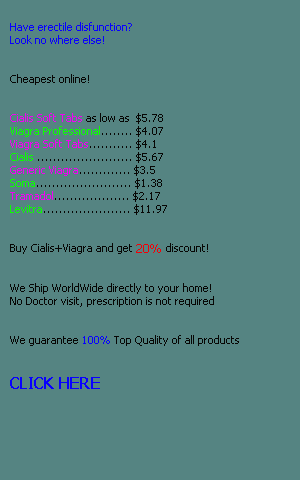 Have erectile disfunction?
Look no where else!
Cheapest online!
Cialis Soft Tabs as low as $5.78
Viagra Professional........ $4.07
Viagra Soft Tabs........... $4.1
Cialis ........................ $5.67
Generic Viagra............. $3.5
Soma........................ $1.38
Tramadol................... $2.17
Levitra...................... $11.97
Buy Cialis+Viagra and get 20% discount!
We Ship WorldWide directly to your home!
No Doctor visit, prescription is not required
We guarantee 100% Top Quality of all products
CLICK HERE